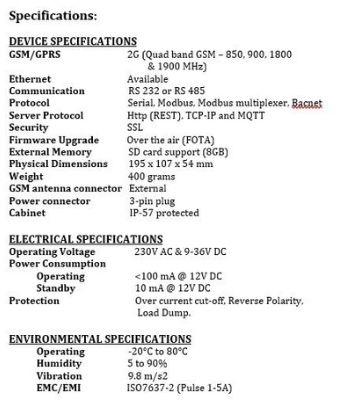 Specifications:
DEVICE SPECIFICATIONS
GSM/GPRS 2G (Quad band GSM – 850, 900, 1800
& 1900 MHz)
Ethernet Available
Communication RS 232 or RS 485
Protocol Serial, Modbus, Modbus multiplexer, Bacnet
Server Protocol Http (REST), TCP-IP and MQTT
Security SSL
Firmware Upgrade Over the air (FOTA)
External Memory SD card support (8GB)
Physical Dimensions 195 x 107 x 54 mm
Weight 400 grams
GSM antenna connector External
Power connector 3-pin plug
Cabinet IP-57 protected
ELECTRICAL SPECIFICATIONS
Operating Voltage 230V AC & 9-36V DC
Power Consumption
Operating <100 mA @ 12V DC
Standby 10 mA @ 12V DC
Protection Over current cut-off, Reverse Polarity,
Load Dump.
ENVIRONMENTAL SPECIFICATIONS
Operating -20°C to 80°C
Humidity 5 to 90%
Vibration 9.8 m/s2
EMC/EMI ISO7637-2 (Pulse 1-5A)